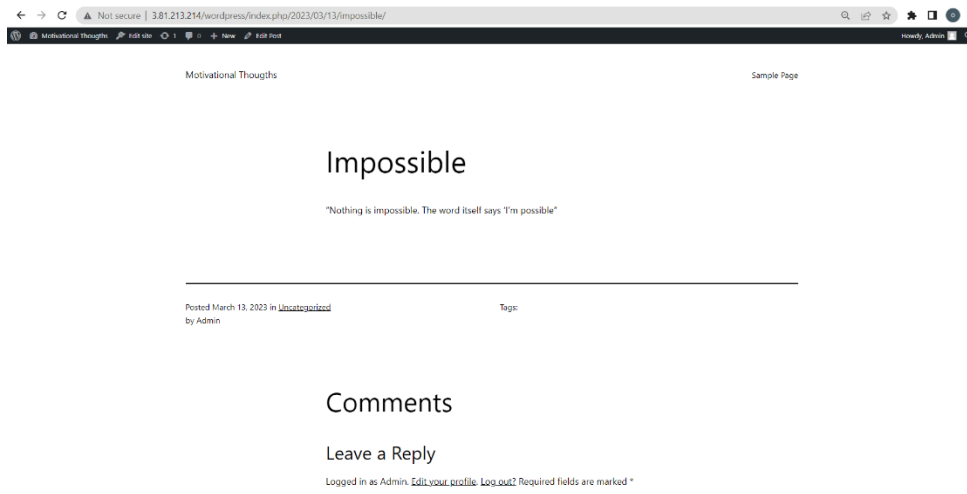 Not secure | 3.81.213.214/wordpress/index.php/2023/03/13/impossible/
Motivational Thougths Edit site 1 0 + New Edit Post Howdy, Admin
Motivational Thougths Sample Page
Impossible
"Nothing is impossible. The word itself says 'I'm possible"
Posted March 13, 2023 in Uncategorized Tags:
by Admin
Comments
Leave a Reply
Logged in as Admin. Edit your profile. Log out? Required fields are marked *